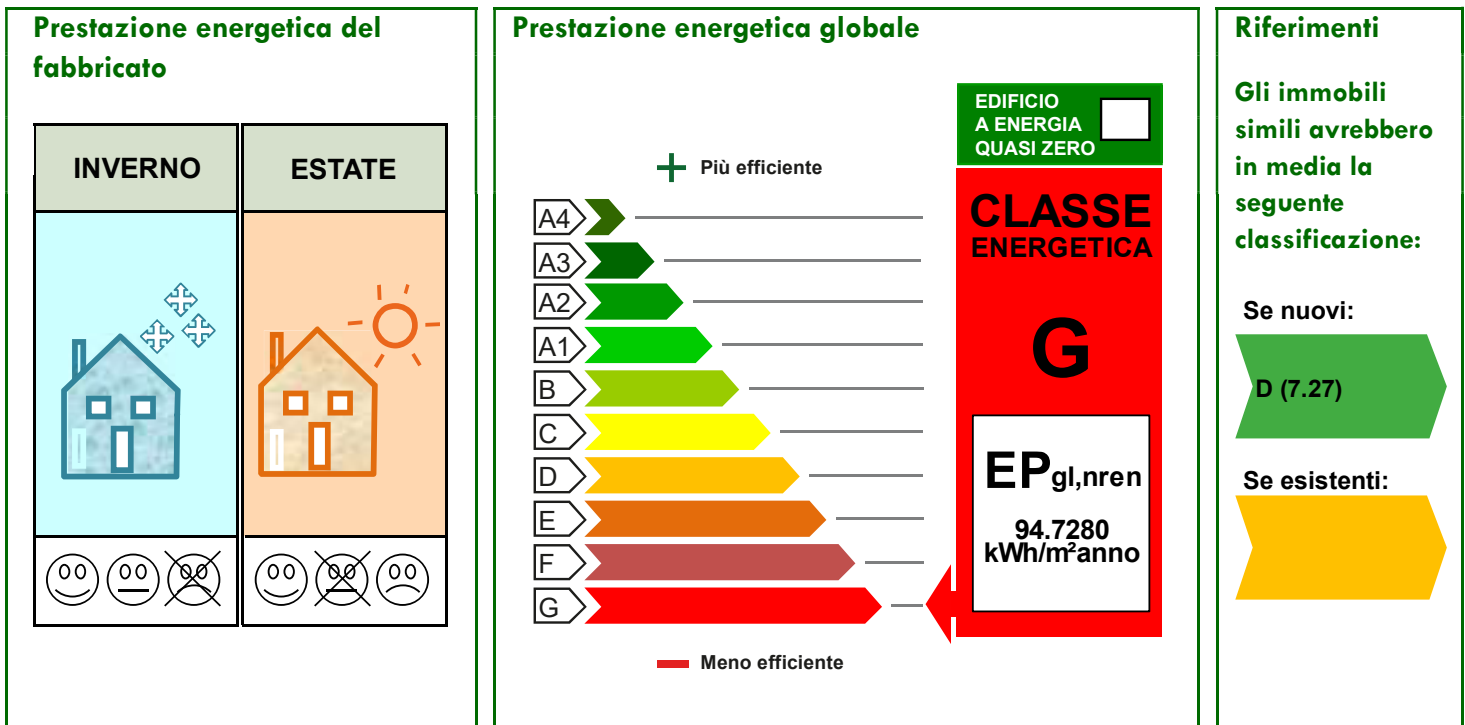 Prestazione energetica del
fabbricato
INVERNO
ESTATE
Prestazione energetica globale
Più efficiente
A4
A3
A2
A1
B
C
D
E
F
G
Meno efficiente
EDIFICIO
A ENERGIA
QUASI ZERO
CLASSE
ENERGETICA
G
EPgl,nren
94.7280
kWh/m²anno
Riferimenti
Gli immobili
simili avrebbero
in media la
seguente
classificazione:
Se nuovi:
D (7.27)
Se esistenti: